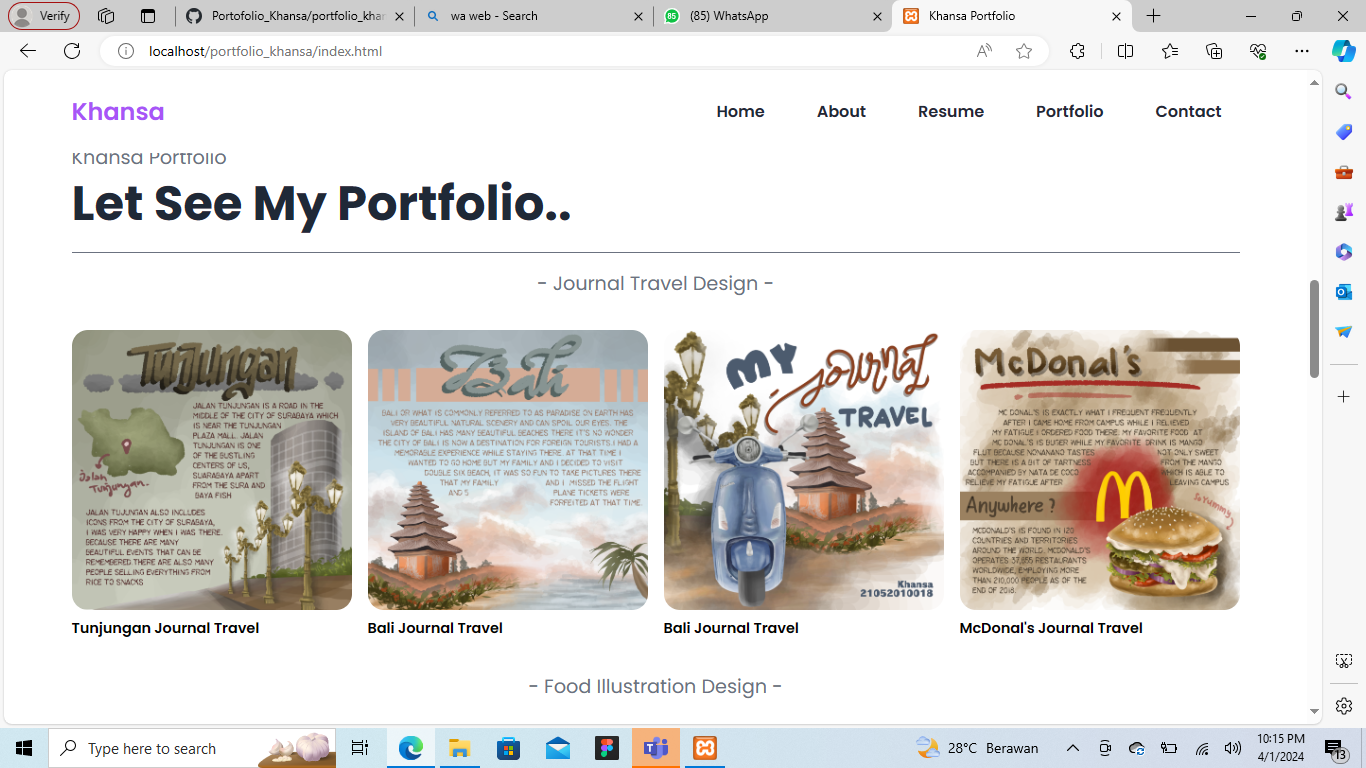 Verify
Portofolio_Khansa/portfolio_khan
wa web - Search
(85) WhatsApp
Khansa Portfolio
localhost/portfolio_khansa/index.html
Khansa
Home
About
Resume
Portfolio
Contact
Khansa Portfolio
Let See My Portfolio..
- Journal Travel Design -
Tunjungan
JALAN TUNJUNGAN IS A ROAD IN THE
MIDDLE OF THE CITY OF SURABAYA WHICH
IS NEAR THE TUNJUNGAN
PLAZA MALL. JALAN
TUNJUNGAN IS ONE
OF THE BUSTLING
CENTERS OF US,
SUARABAYA APART
FROM THE SURA AND
BAYA FISH
Jalan
Tunjungan.
JALAN TUNJUNGAN ALSO INCLUDES
ICONS FROM THE CITY OF SURABAYA,
I WAS VERY HAPPY WHEN I WAS THERE.
BECAUSE THERE ARE MANY
BEAUTIFUL EVENTS THAT CAN BE
REMEMBERED.THERE ARE ALSO MANY
PEOPLE SELLING EVERYTHING FROM
RICE TO SNACKS
Tunjungan Journal Travel
Bali
BALI OR WHAT IS COMMONLY REFERRED TO AS PARADISE ON EARTH HAS
VERY BEAUTIFUL NATURAL SCENERY AND CAN SPOIL OUR EYES. THE
ISLAND OF BALI HAS MANY BEAUTIFUL BEACHES THERE. IT'S NO WONDER
THE CITY OF BALI IS NOW A DESTINATION FOR FOREIGN TOURISTS.I HAD A
MEMORABLE EXPERIENCE WHILE STAYING THERE. AT THAT TIME I
WANTED TO GO HOME BUT MY FAMILY AND I DECIDED TO VISIT
DOUBLE SIX BEACH, IT WAS SO FUN TO TAKE PICTURES THERE
THAT MY FAMILY AND I MISSED THE FLIGHT
AND 5 PLANE TICKETS WERE
FORFEITED AT THAT TIME.
Bali Journal Travel
MY
Journal
TRAVEL
Khansa
21052010018
Bali Journal Travel
McDonal's
MC DONAL'S IS EXACTLY WHAT I FREQUENT FREQUENTLY
AFTER I CAME HOME FROM CAMPUS WHILE I RELIEVED
MY FATIGUE I ORDERED FOOD THERE. MY FAVORITE FOOD AT
MC DONAL'S IS BUGER WHILE MY FAVORITE DRINK IS MANGO
FLUT BECAUSE NONANANO TASTES NOT ONLY SWEET
BUT THERE IS A BIT OF TARTNESS FROM THE MANGO
ACCOMPANIED BY NATA DE COCO WHICH IS ABLE TO
RELIEVE MY FATIGUE AFTER LEAVING CAMPUS
So Yummy?
Anywhere ?
MCDONALD'S IS FOUND IN 120
COUNTRIES AND TERRITORIES
AROUND THE WORLD. MCDONALD'S
OPERATES 37,855 RESTAURANTS
WORLDWIDE, EMPLOYING MORE
THAN 210,000 PEOPLE AS OF THE
END OF 2018.
McDonal's Journal Travel
- Food Illustration Design -
Type here to search
28°C Berawan
10:15 PM
4/1/2024
13